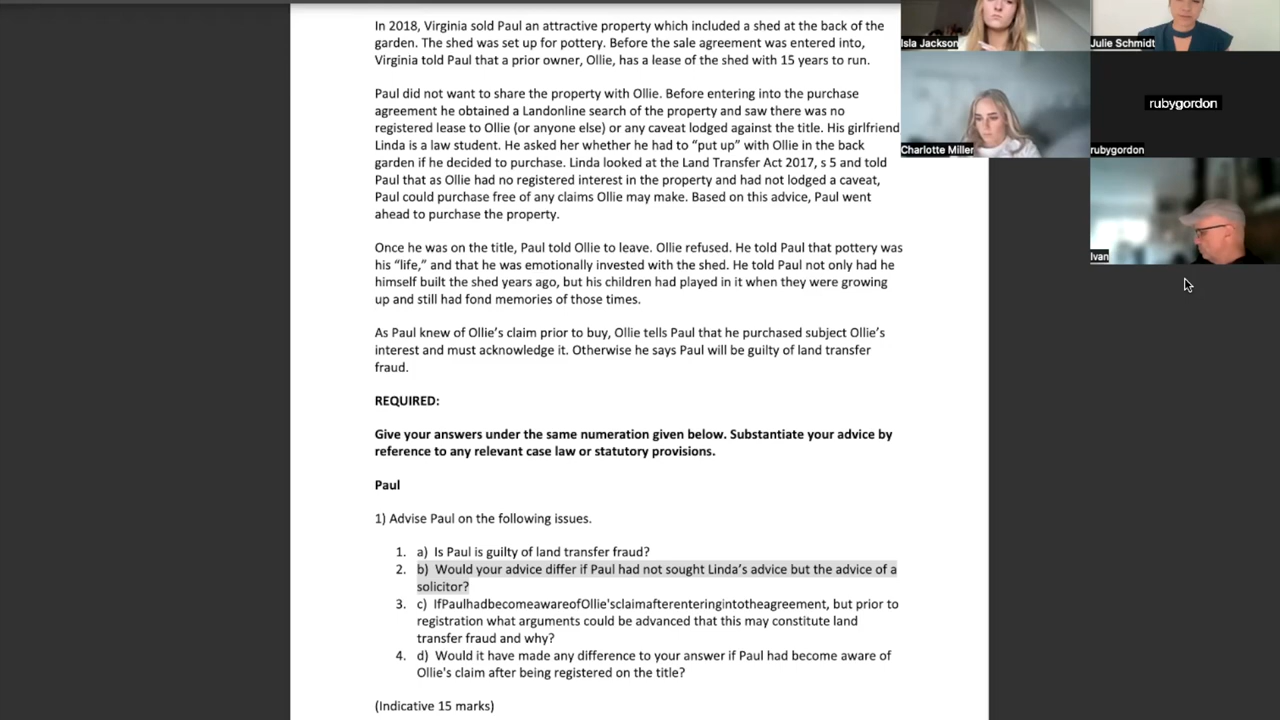 In 2018, Virginia sold Paul an attractive property which included a shed at the back of the
garden. The shed was set up for pottery. Before the sale agreement was entered into,
Virginia told Paul that a prior owner, Ollie, has a lease of the shed with 15 years to run.
Paul did not want to share the property with Ollie. Before entering into the purchase
agreement he obtained a Landonline search of the property and saw there was no
registered lease to Ollie (or anyone else) or any caveat lodged against the title. His girlfriend
Linda is a law student. He asked her whether he had to “put up” with Ollie in the back
garden if he decided to purchase. Linda looked at the Land Transfer Act 2017, s 5 and told
Paul that as Ollie had no registered interest in the property and had not lodged a caveat,
Paul could purchase free of any claims Ollie may make. Based on this advice, Paul went
ahead to purchase the property.
Once he was on the title, Paul told Ollie to leave. Ollie refused. He told Paul that pottery was
his “life,” and that he was emotionally invested with the shed. He told Paul not only had he
himself built the shed years ago, but his children had played in it when they were growing
up and still had fond memories of those times.
As Paul knew of Ollie’s claim prior to buy, Ollie tells Paul that he purchased subject Ollie’s
interest and must acknowledge it. Otherwise he says Paul will be guilty of land transfer
fraud.
REQUIRED:
Give your answers under the same numeration given below. Substantiate your advice by
reference to any relevant case law or statutory provisions.
Paul
1) Advise Paul on the following issues.
1. a) Is Paul is guilty of land transfer fraud?
2. b) Would your advice differ if Paul had not sought Linda’s advice but the advice of a
solicitor?
3. c) IfPaulhadbecomeawareofOllie'sclaimafterenteringintotheagreement, but prior to
registration what arguments could be advanced that this may constitute land
transfer fraud and why?
4. d) Would it have made any difference to your answer if Paul had become aware of
Ollie's claim after being registered on the title?
(Indicative 15 marks)
Isla Jackson
Julie Schmidt
Charlotte Miller
rubygordon
rubygordon
Ivan